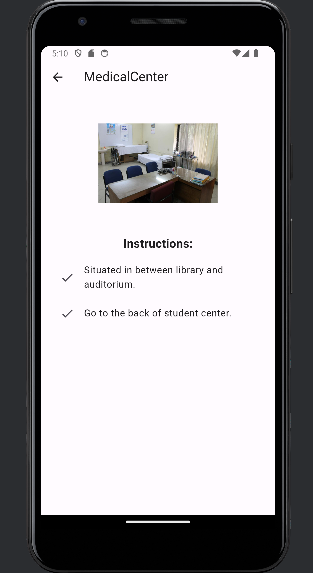 5:10
MedicalCenter
Instructions:
Situated in between library and
auditorium.
Go to the back of student center.